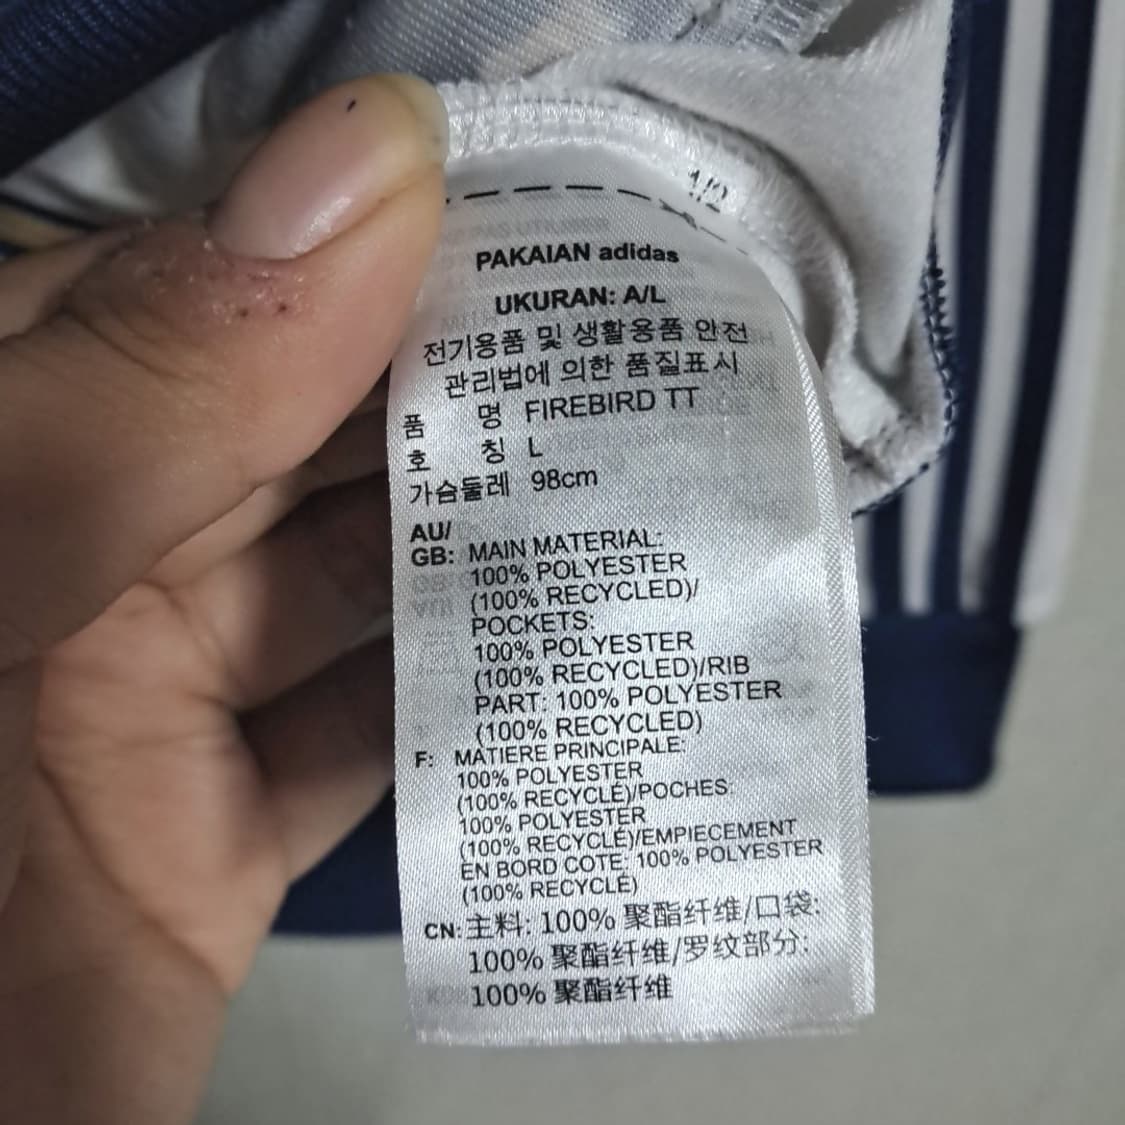 1/2
PAKAIAN adidas
UKURAN: A/L
전기용품 및 생활용품 안전
관리법에 의한 품질표시
품 명 FIREBIRD TT
호 칭 L
가슴둘레 98cm
AU/
GB: MAIN MATERIAL:
100% POLYESTER
(100% RECYCLED)/
POCKETS:
100% POLYESTER
(100% RECYCLED)/RIB
PART: 100% POLYESTER
(100% RECYCLED)
F: MATIERE PRINCIPALE:
100% POLYESTER
(100% RECYCLÉ)/POCHES:
100% POLYESTER
(100% RECYCLÉ)/EMPIECEMENT
EN BORD COTE: 100% POLYESTER
(100% RECYCLÉ)
CN: 主料: 100% 聚酯纤维/口袋:
100% 聚酯纤维/罗纹部分:
100% 聚酯纤维